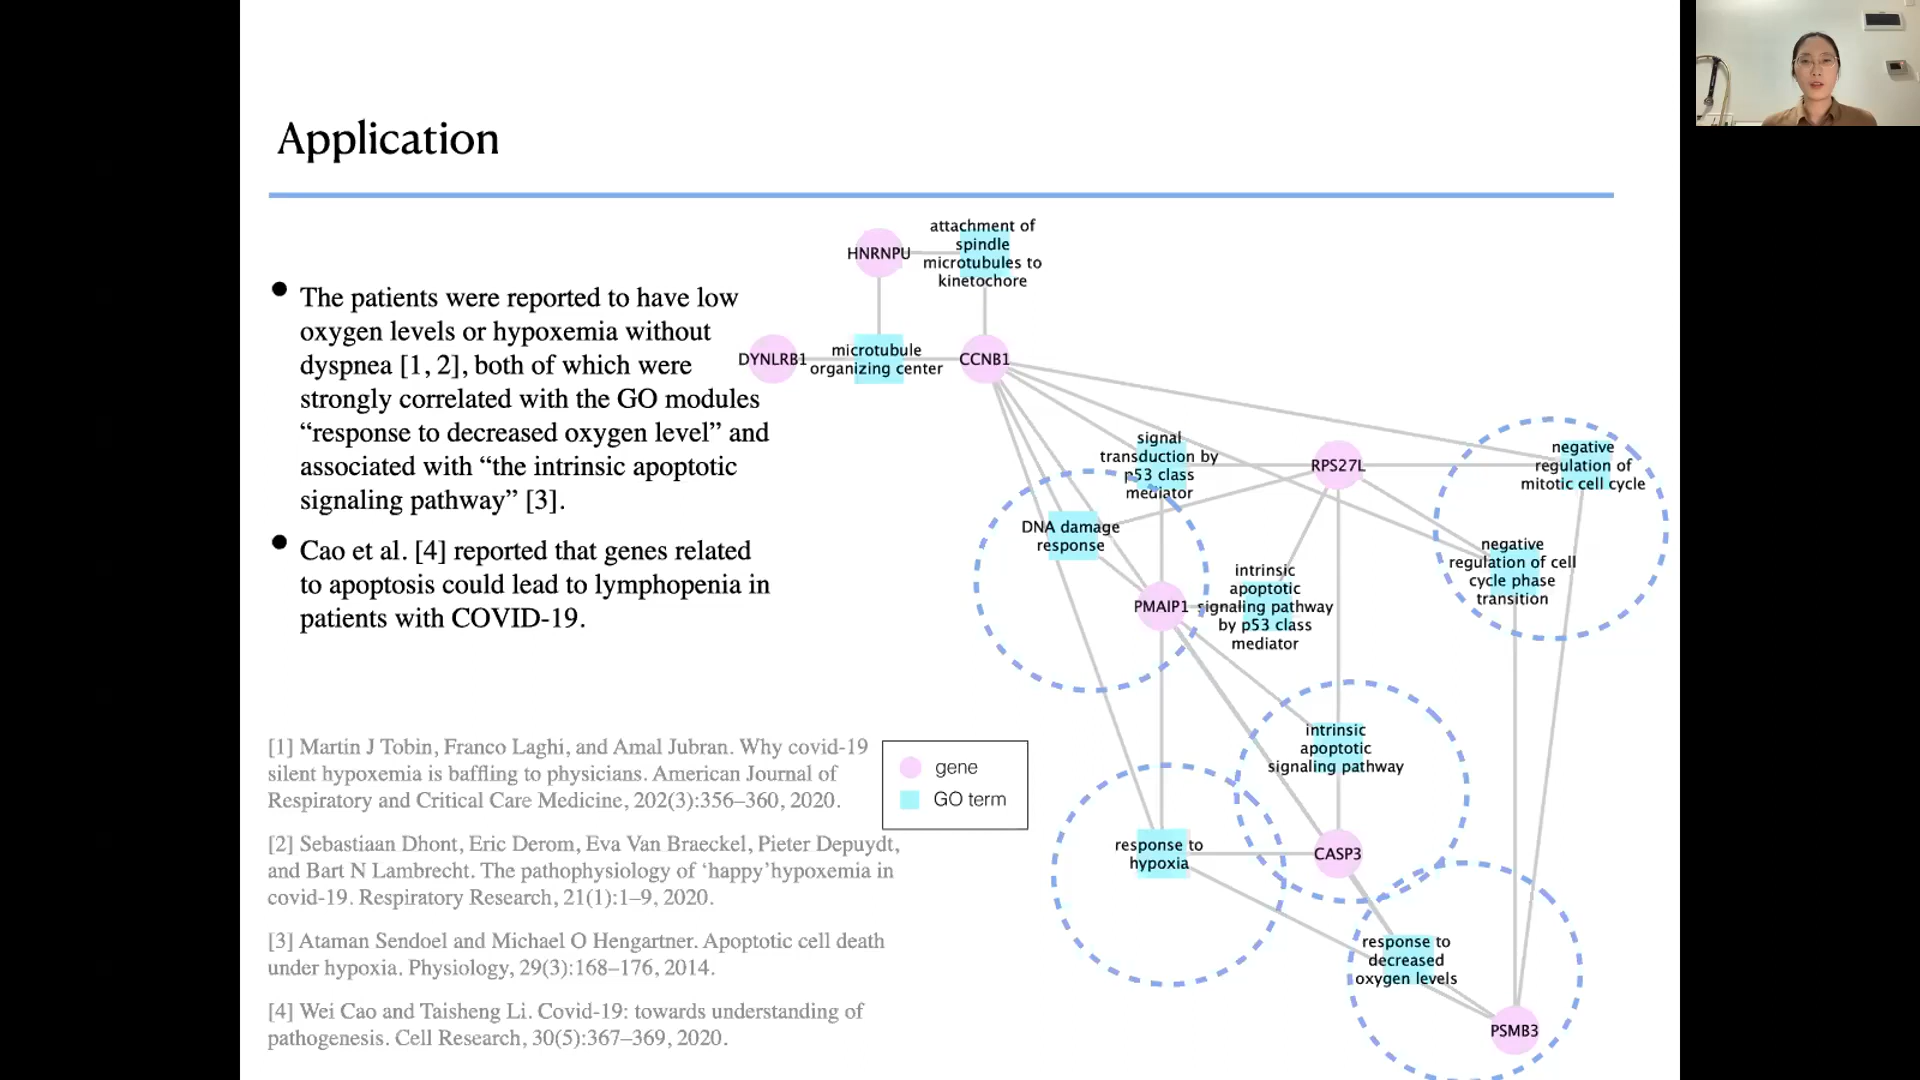 Application
The patients were reported to have low
oxygen levels or hypoxemia without
dyspnea [1, 2], both of which were
strongly correlated with the GO modules
“response to decreased oxygen level” and
associated with “the intrinsic apoptotic
signaling pathway” [3].
Cao et al. [4] reported that genes related
to apoptosis could lead to lymphopenia in
patients with COVID-19.
[1] Martin J Tobin, Franco Laghi, and Amal Jubran. Why covid-19
silent hypoxemia is baffling to physicians. American Journal of
Respiratory and Critical Care Medicine, 202(3):356–360, 2020.
[2] Sebastiaan Dhont, Eric Derom, Eva Van Braeckel, Pieter Depuydt,
and Bart N Lambrecht. The pathophysiology of ‘happy’hypoxemia in
covid-19. Respiratory Research, 21(1):1–9, 2020.
[3] Ataman Sendoel and Michael O Hengartner. Apoptotic cell death
under hypoxia. Physiology, 29(3):168–176, 2014.
[4] Wei Cao and Taisheng Li. Covid-19: towards understanding of
pathogenesis. Cell Research, 30(5):367–369, 2020.
HNRNPU
attachment of
spindle
microtubules to
kinetochore
DYNLRB1
microtubule
organizing center
CCNB1
signal
transduction by
p53 class
mediator
RPS27L
negative
regulation of
mitotic cell cycle
DNA damage
response
negative
regulation of cell
cycle phase
transition
PMAIP1
intrinsic
apoptotic
signaling pathway
by p53 class
mediator
intrinsic
apoptotic
signaling pathway
gene
GO term
response to
hypoxia
CASP3
response to
decreased
oxygen levels
PSMB3